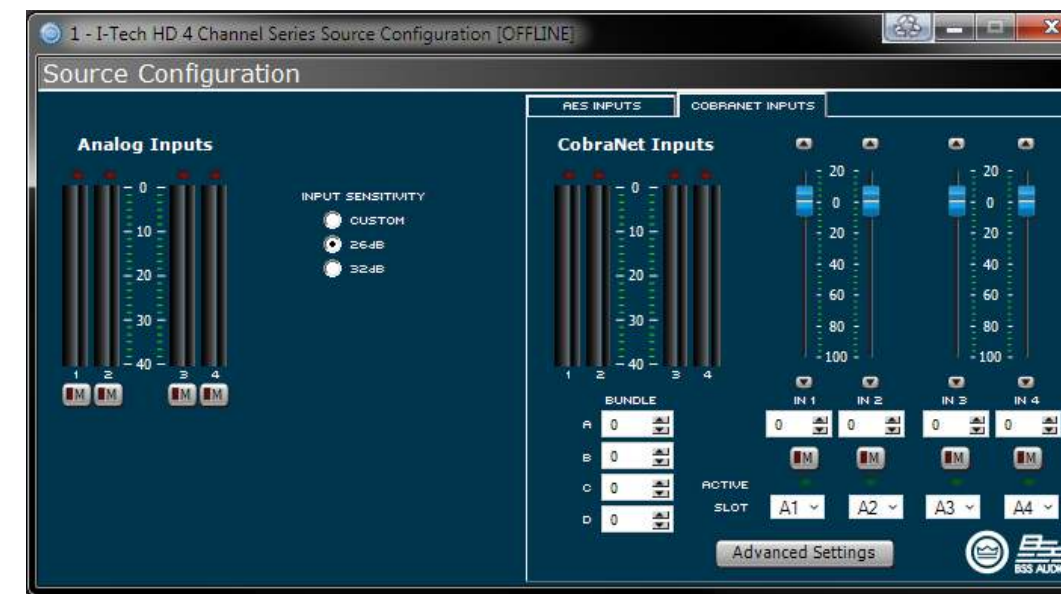 1 - I-Tech HD 4 Channel Series Source Configuration [OFFLINE]
X
Source Configuration
AES INPUTS
COBRANET INPUTS
Analog Inputs
0
10
20
30
40
1 2 3 4
M M M M
INPUT SENSITIVITY
CUSTOM
26dB
32dB
CobraNet Inputs
0
10
20
30
40
1 2 3 4
BUNDLE
A 0
B 0
C 0
D 0
20 20
0 0
20 20
40 40
60 60
80 80
100 100
IN 1 IN 2 IN 3 IN 4
0 0 0 0
M M M M
ACTIVE
SLOT A1 A2 A3 A4
Advanced Settings
BSS